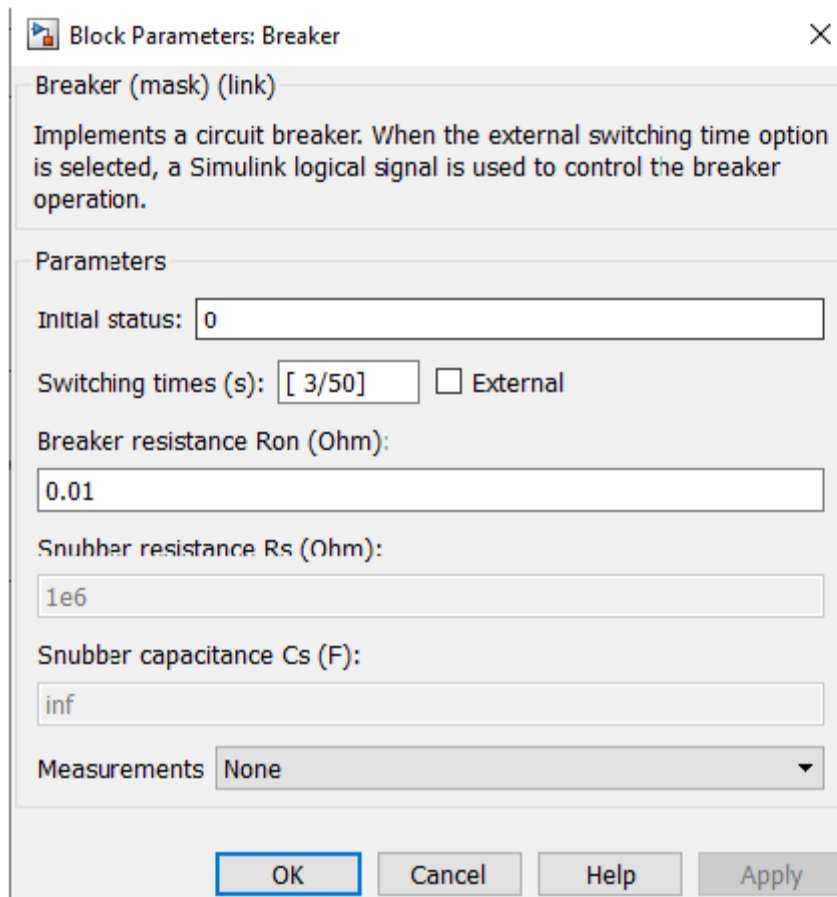 Block Parameters: Breaker
Breaker (mask) (link)
Implements a circuit breaker. When the external switching time option
is selected, a Simulink logical signal is used to control the breaker
operation.
Parameters
Initial status: 0
Switching times (s): [ 3/50] External
Breaker resistance Ron (Ohm):
0.01
Snubber resistance Rs (Ohm):
1e6
Snubber capacitance Cs (F):
inf
Measurements None
OK Cancel Help Apply